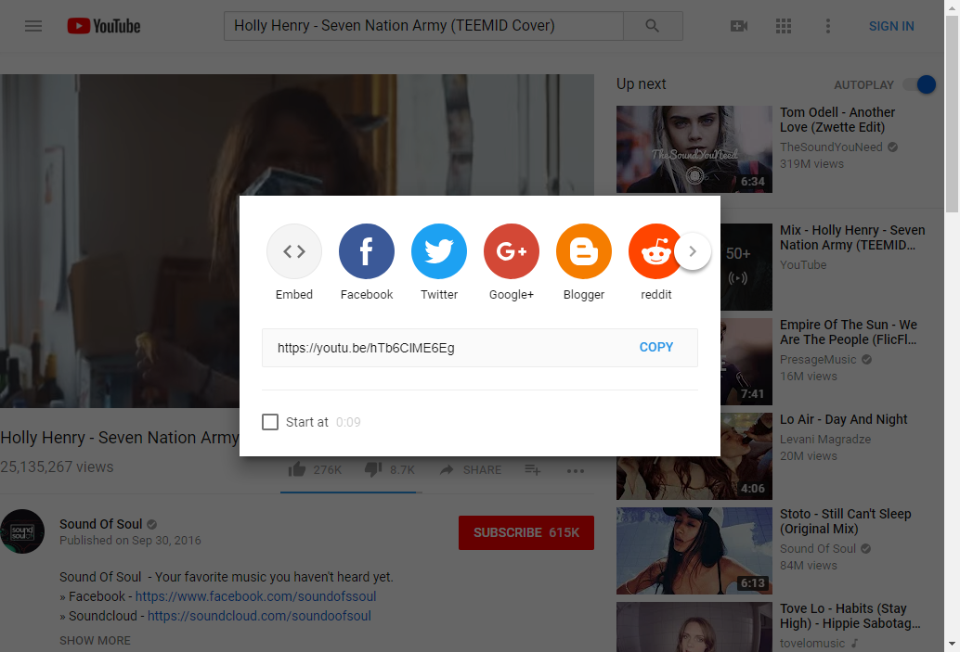 YouTube
Holly Henry - Seven Nation Army (TEEMID Cover)
SIGN IN
Up next
AUTOPLAY
TheSoundYouNeed
6:34
Tom Odell - Another
Love (Zwette Edit)
TheSoundYouNeed
319M views
50+
Mix - Holly Henry - Seven
Nation Army (TEEMID...
YouTube
7:41
Empire Of The Sun - We
Are The People (FlicFl...
PresageMusic
16M views
4:06
Lo Air - Day And Night
Levani Magradze
20M views
6:13
Stoto - Still Can't Sleep
(Original Mix)
Sound Of Soul
84M views
Tove Lo - Habits (Stay
High) - Hippie Sabotag...
tovelomusic
Embed
Facebook
Twitter
Google+
Blogger
reddit
https://youtu.be/hTb6CIME6Eg
COPY
Start at 0:09
Holly Henry - Seven Nation Army
25,135,267 views
276K
8.7K
SHARE
sound
soul
Sound Of Soul
Published on Sep 30, 2016
SUBSCRIBE 615K
Sound Of Soul - Your favorite music you haven't heard yet.
» Facebook - https://www.facebook.com/soundofssoul
» Soundcloud - https://soundcloud.com/soundoofsoul
SHOW MORE